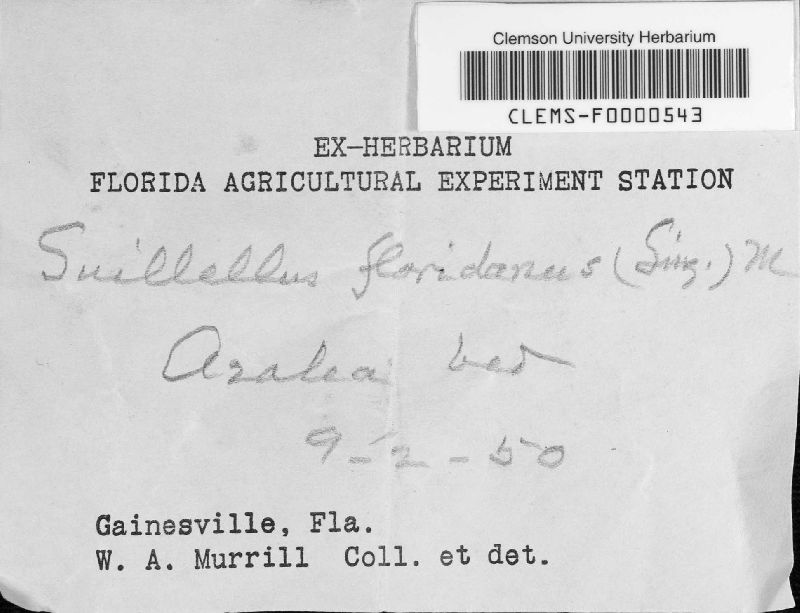 Clemson University Herbarium
CLEMS-F0000543
EX-HERBARIUM
FLORIDA AGRICULTURAL EXPERIMENT STATION
Suillellus floridanus (Sing.) M
Azalea bed
9-2-50
Gainesville, Fla.
W. A. Murrill Coll. et det.